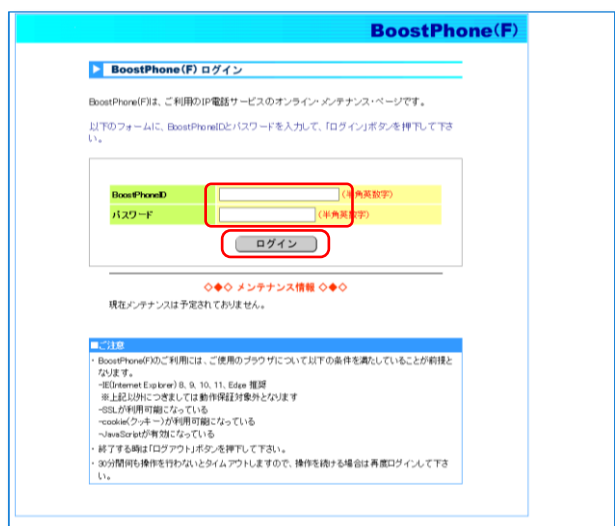 BoostPhone(F)
BoostPhone(F) ログイン
BoostPhone(F)は、ご利用のIP電話サービスのオンライン・メンテナンス・ページです。
以下のフォームに、BoostPhoneIDとパスワードを入力して、「ログイン」ボタンを押下して下さ
い。
BoostPhoneID (半角英数字)
パスワード (半角英数字)
ログイン
◇◆◇ メンテナンス情報 ◇◆◇
現在メンテナンスは予定されておりません。
■ご注意
・ BoostPhone(F)のご利用には、ご使用のブラウザについて以下の条件を満たしていることが前提と
なります。
-IE(Internet Explorer) 8、9、10、11、Edge 推奨
※上記以外につきましては動作保証対象外となります
-SSLが利用可能になっている
-cookie(クッキー)が利用可能になっている
-JavaScriptが有効になっている
・ 終了する時は「ログアウト」ボタンを押下して下さい。
・ 30分間何も操作を行わないとタイムアウトしますので、操作を続ける場合は再度ログインして下さ
い。